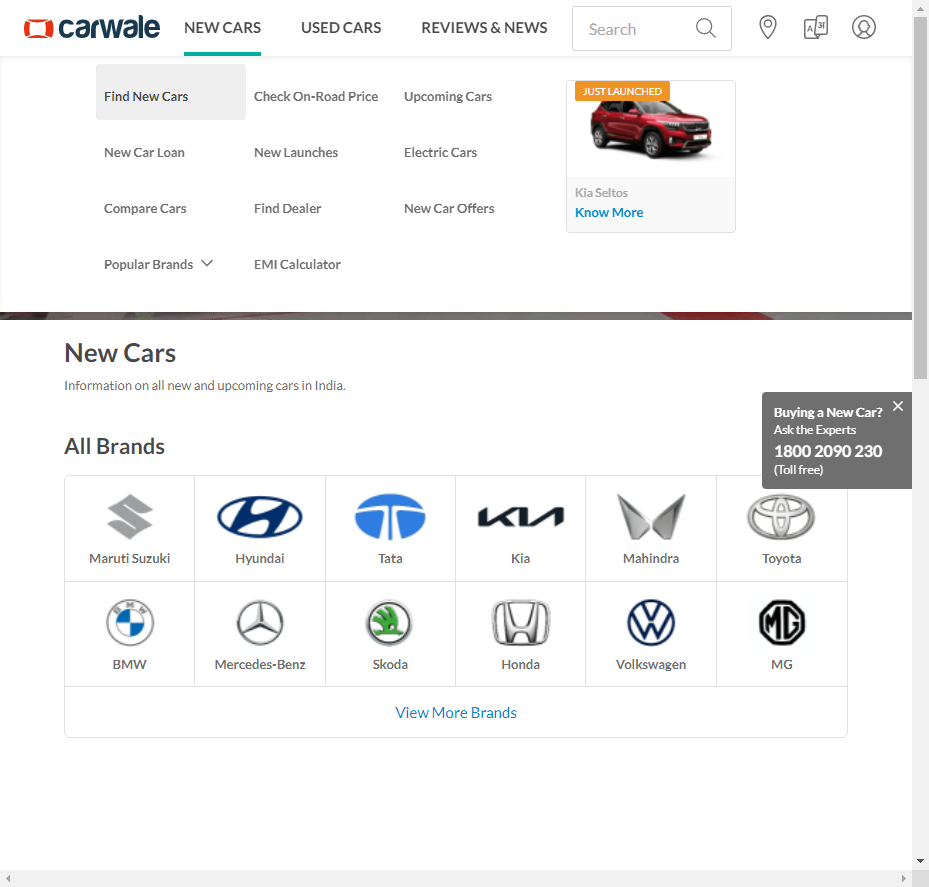 carwale
NEW CARS
USED CARS
REVIEWS & NEWS
Search
Find New Cars
Check On-Road Price
Upcoming Cars
New Car Loan
New Launches
Electric Cars
Compare Cars
Find Dealer
New Car Offers
Popular Brands
EMI Calculator
JUST LAUNCHED
Kia Seltos
Know More
New Cars
Information on all new and upcoming cars in India.
Buying a New Car?
Ask the Experts
1800 2090 230
(Toll free)
All Brands
KIA
Maruti Suzuki
Hyundai
Tata
Kia
Mahindra
Toyota
BMW
MG
BMW
Mercedes-Benz
Skoda
Honda
Volkswagen
MG
View More Brands